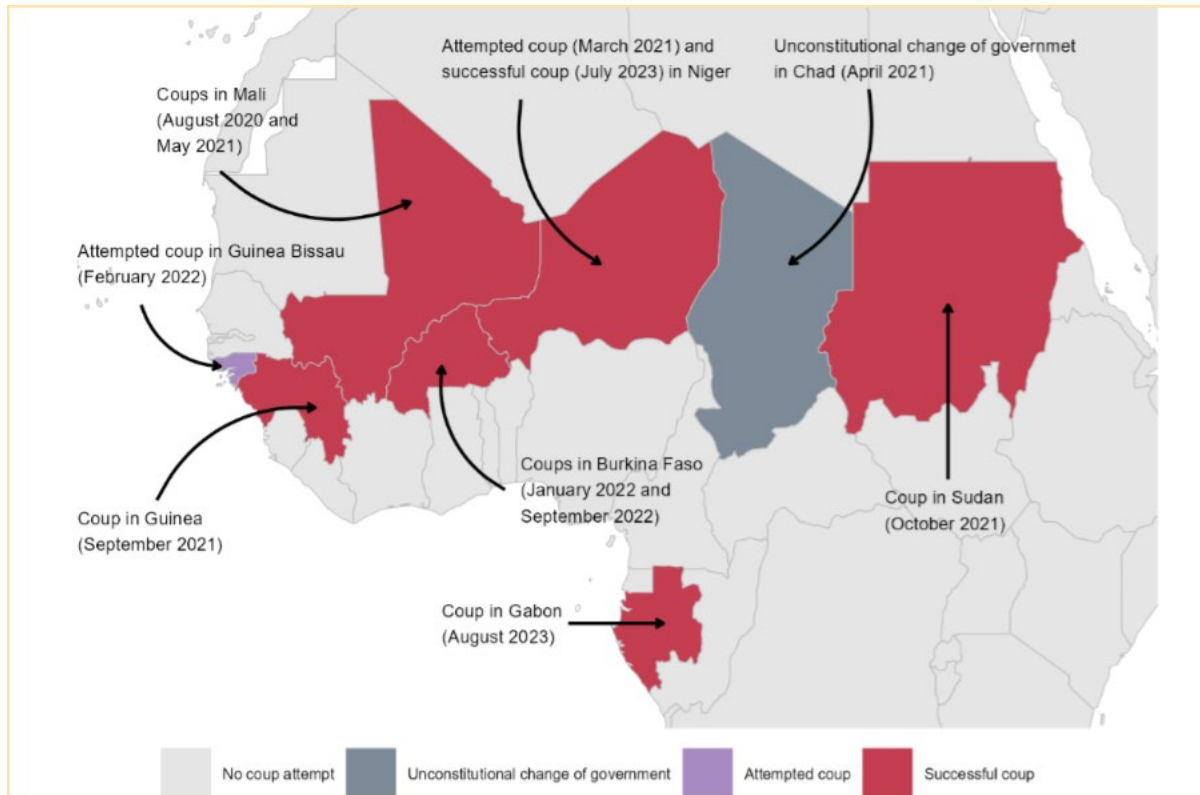 Attempted coup (March 2021) and
successful coup (July 2023) in Niger
Unconstitutional change of governmet
in Chad (April 2021)
Coups in Mali
(August 2020 and
May 2021)
Attempted coup in Guinea Bissau
(February 2022)
Coups in Burkina Faso
(January 2022 and
September 2022)
Coup in Sudan
(October 2021)
Coup in Guinea
(September 2021)
Coup in Gabon
(August 2023)
No coup attempt
Unconstitutional change of government
Attempted coup
Successful coup